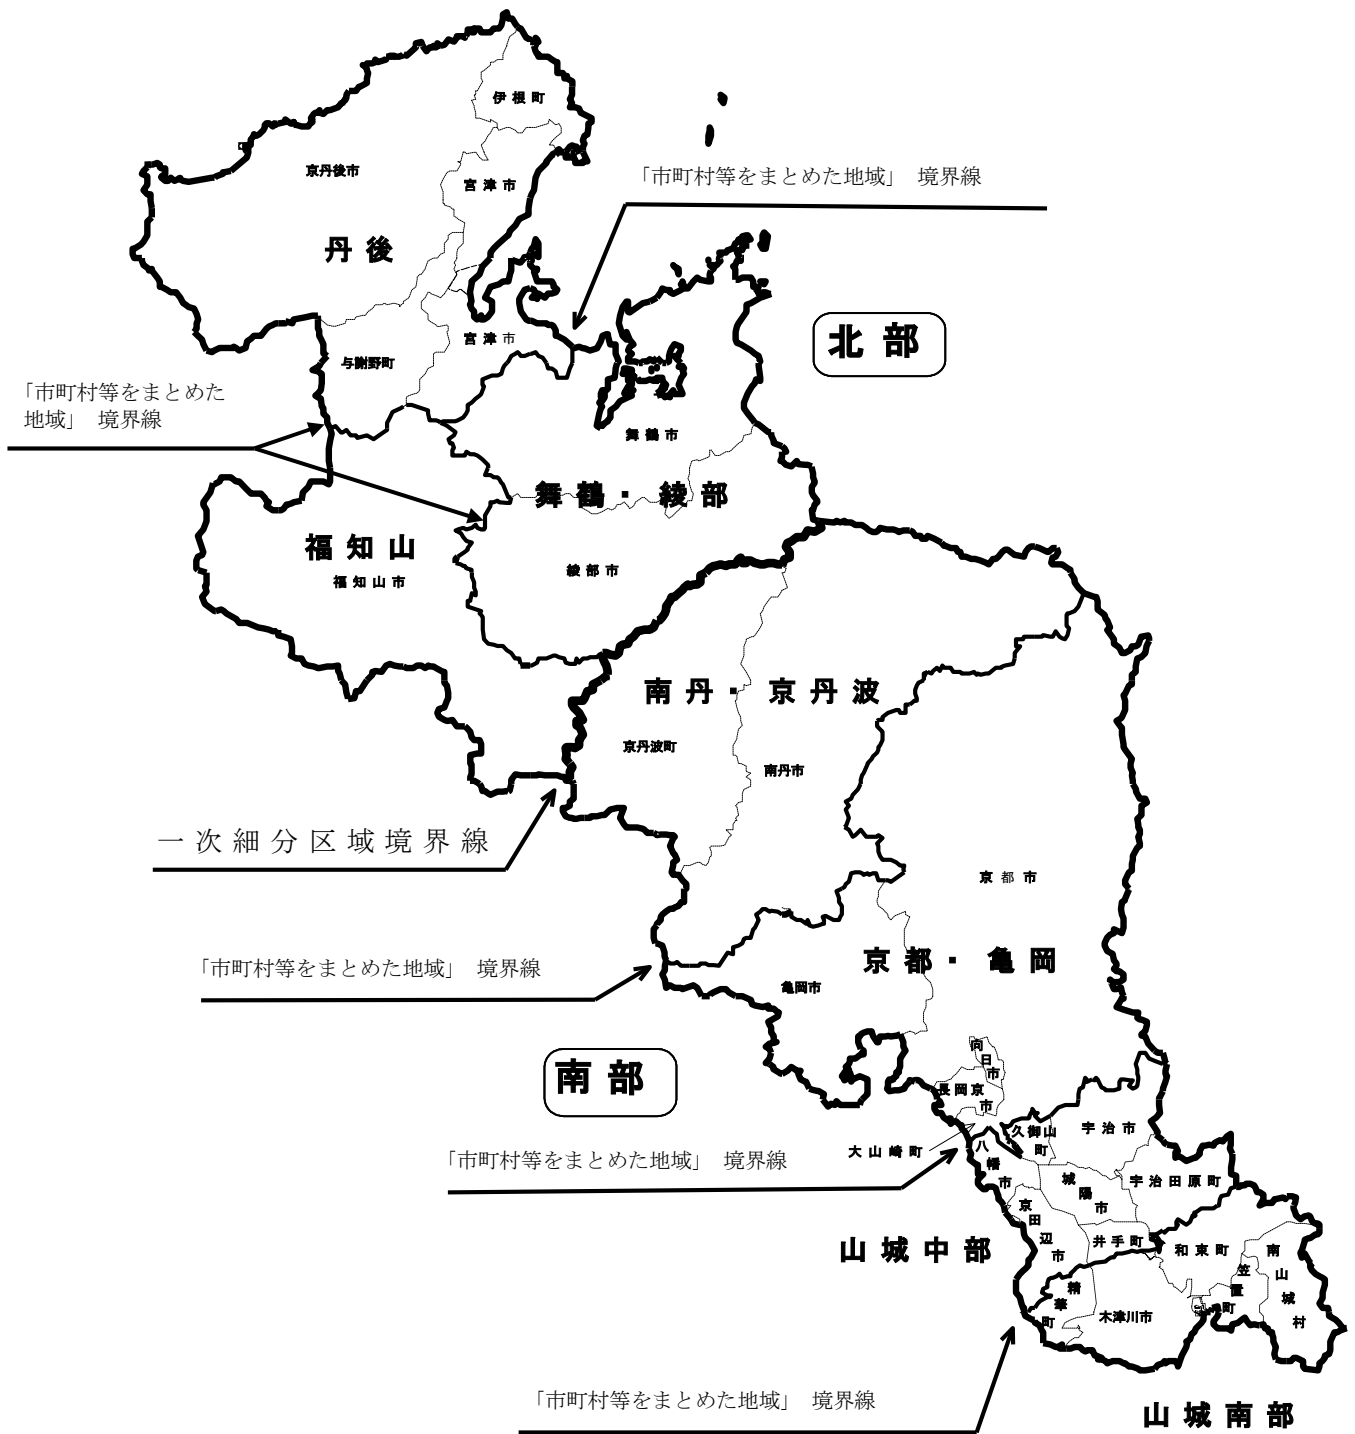 伊根町
京丹後市
宮津市
「市町村等をまとめた地域」 境界線
丹後
北部
宮津市
与謝野町
「市町村等をまとめた
地域」 境界線
舞鶴市
舞鶴・綾部
福知山
福知山市
綾部市
南丹・京丹波
京丹波町
南丹市
一次細分区域境界線
京都市
京都・亀岡
「市町村等をまとめた地域」 境界線
亀岡市
向日市
南部
長岡京市
久御山町
宇治市
大山崎町
八幡市
「市町村等をまとめた地域」 境界線
城陽市
宇治田原町
京田辺市
井手町
山城中部
和束町
南山城村
笠置町
精華町
木津川市
「市町村等をまとめた地域」 境界線
山城南部